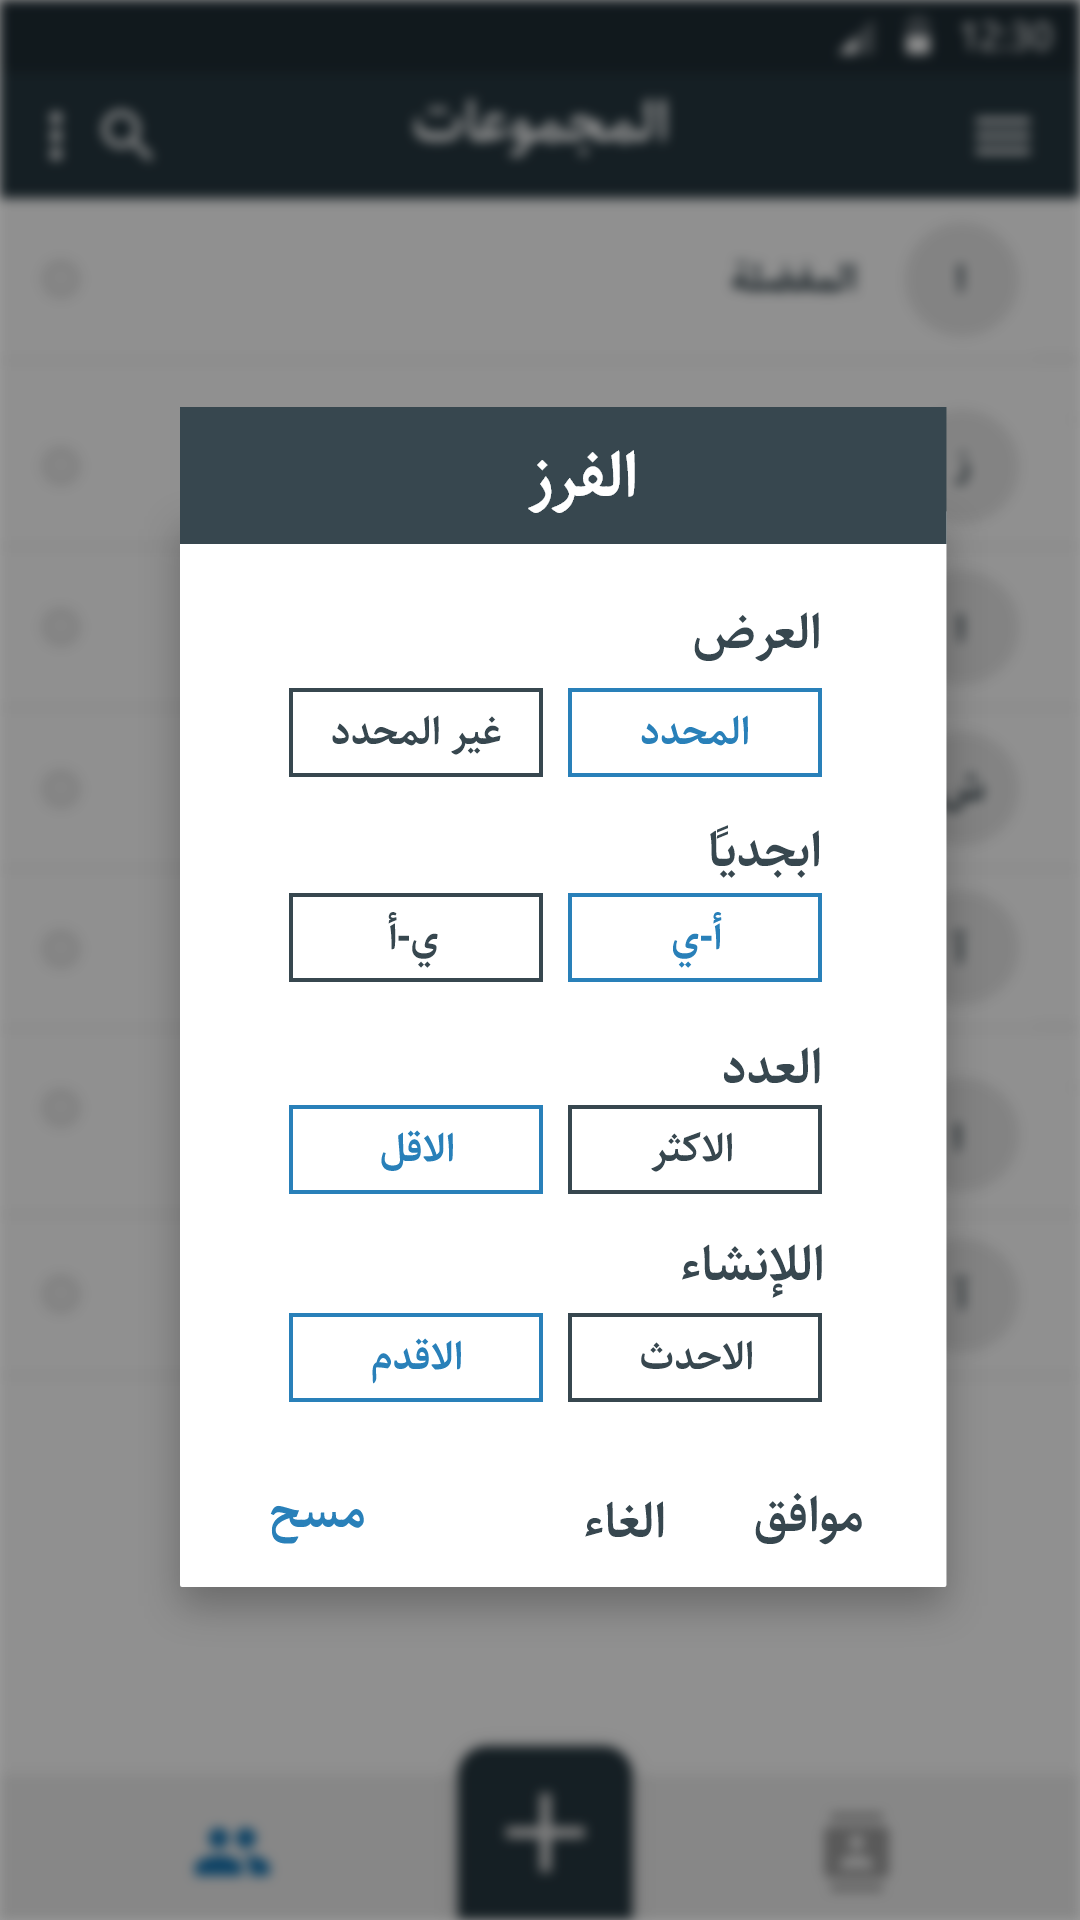 12:30
المجموعات
المفضلة
ا
ز
ا
ش
أ
أ
الفرز
العرض
المحدد
غير المحدد
ابجديًا
أ-ي
ي-أ
العدد
الاكثر
الاقل
اللإنشاء
الاحدث
الاقدم
موافق
الغاء
مسح